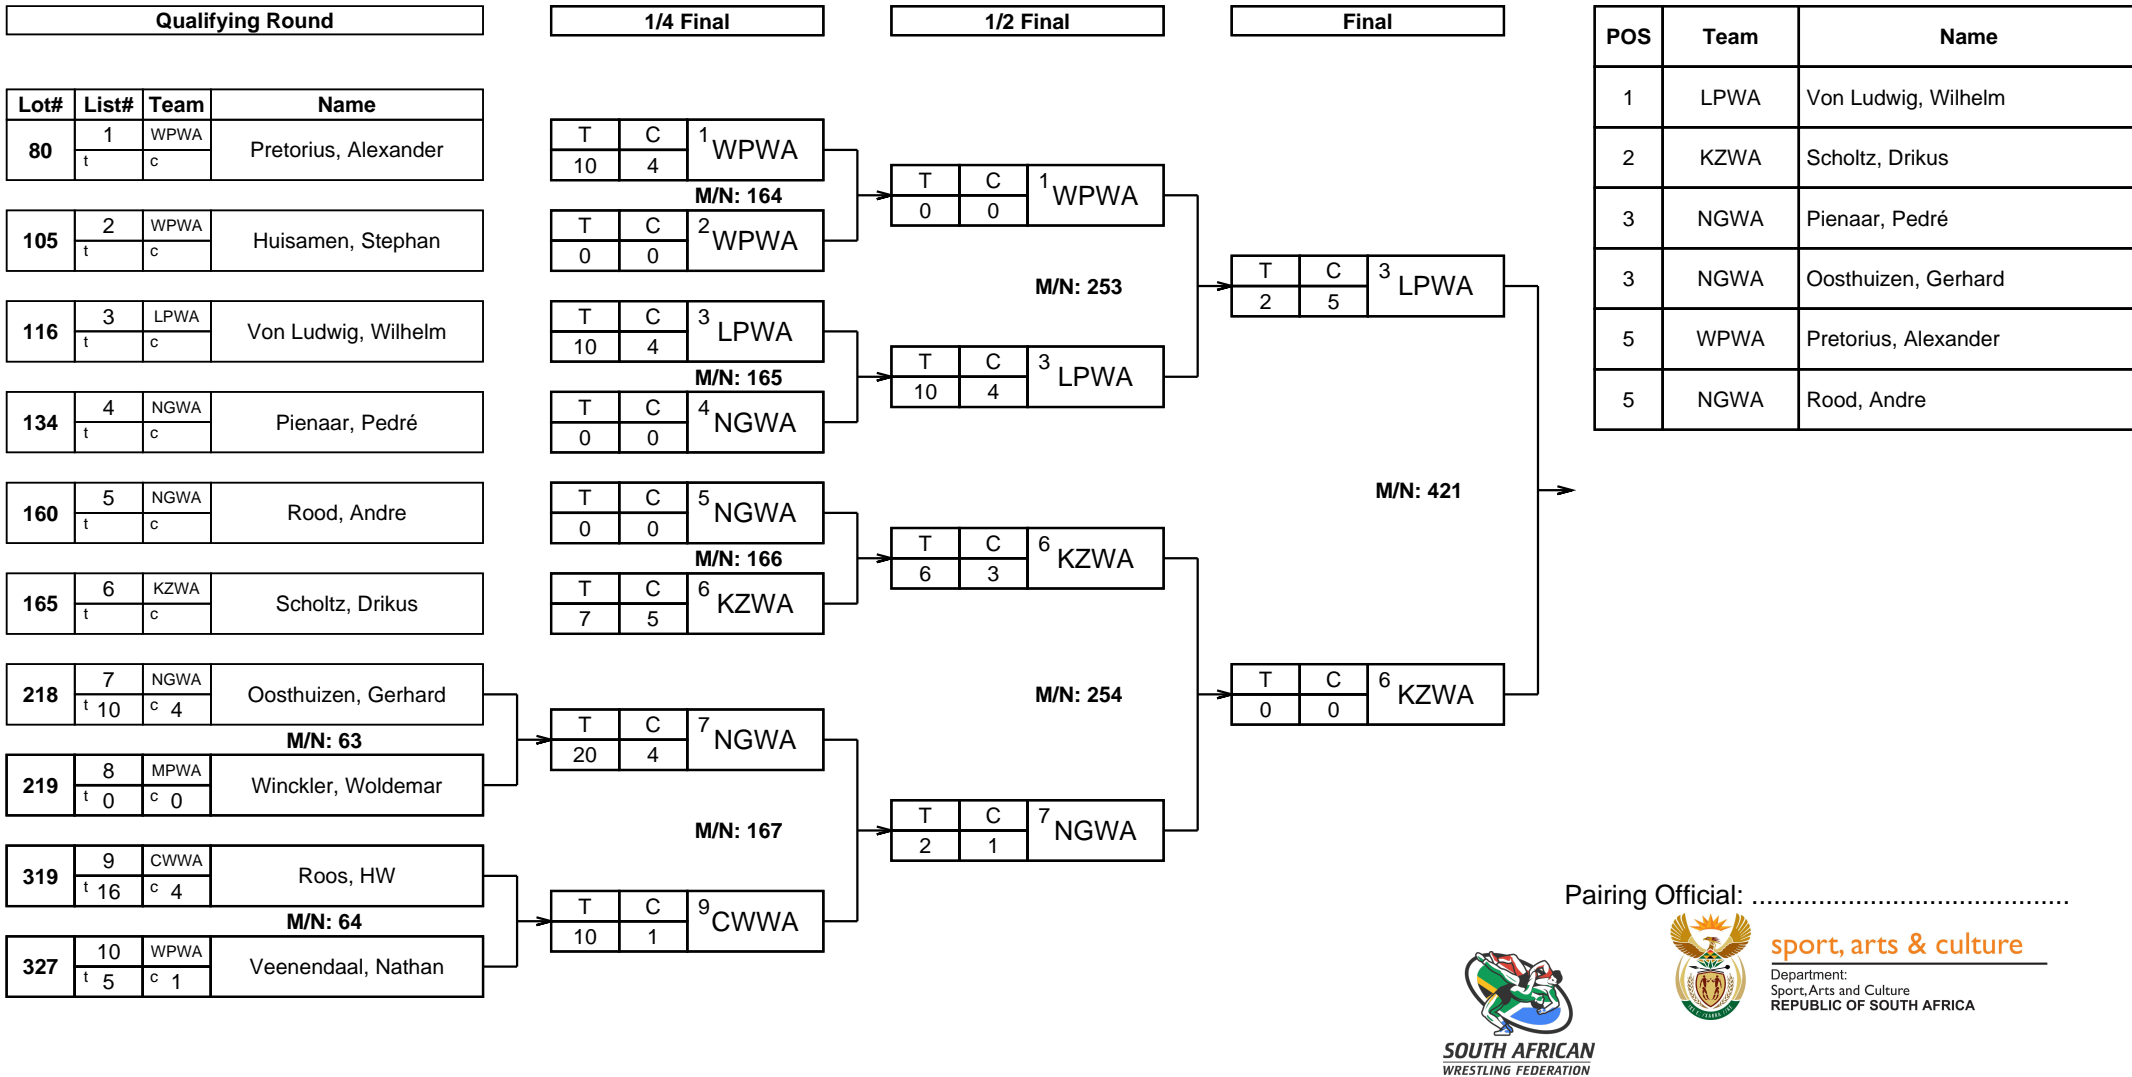 Qualifying Round
1/4 Final
1/2 Final
Final
POS Team Name
1 LPWA Von Ludwig, Wilhelm
2 KZWA Scholtz, Drikus
3 NGWA Pienaar, Pedré
3 NGWA Oosthuizen, Gerhard
5 WPWA Pretorius, Alexander
5 NGWA Rood, Andre
Lot# List# Team Name
80 1 WPWA Pretorius, Alexander
t c
105 2 WPWA Huisamen, Stephan
t c
116 3 LPWA Von Ludwig, Wilhelm
t c
134 4 NGWA Pienaar, Pedré
t c
160 5 NGWA Rood, Andre
t c
165 6 KZWA Scholtz, Drikus
t c
218 7 NGWA Oosthuizen, Gerhard
t 10 c 4
M/N: 63
219 8 MPWA Winckler, Woldemar
t 0 c 0
319 9 CWWA Roos, HW
t 16 c 4
M/N: 64
327 10 WPWA Veenendaal, Nathan
t 5 c 1
T C 1 WPWA
10 4
M/N: 164
T C 2 WPWA
0 0
T C 3 LPWA
10 4
M/N: 165
T C 4 NGWA
0 0
T C 5 NGWA
0 0
M/N: 166
T C 6 KZWA
7 5
T C 7 NGWA
20 4
M/N: 167
T C 9 CWWA
10 1
T C 1 WPWA
0 0
M/N: 253
T C 3 LPWA
10 4
T C 6 KZWA
6 3
M/N: 254
T C 7 NGWA
2 1
T C 3 LPWA
2 5
M/N: 421
T C 6 KZWA
0 0
Pairing Official: ...........................................
sport, arts & culture
Department:
Sport, Arts and Culture
REPUBLIC OF SOUTH AFRICA
SOUTH AFRICAN
WRESTLING FEDERATION